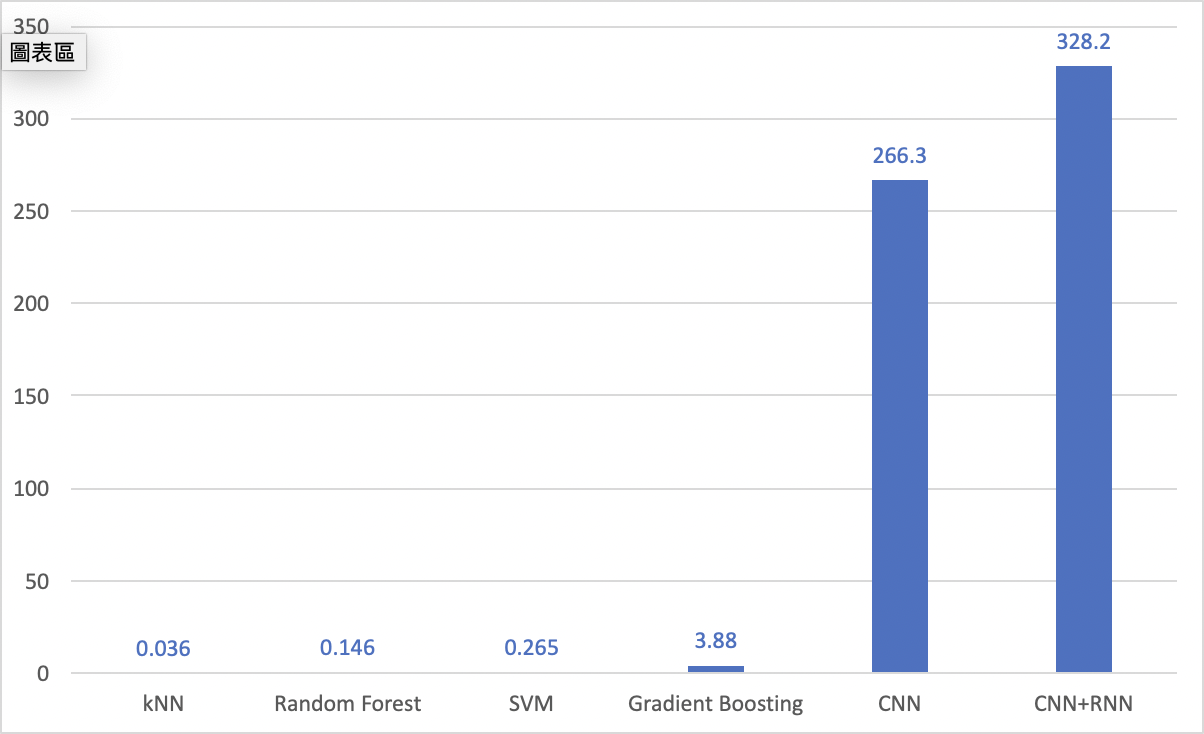 350
圖表區
300
250
200
150
100
50
0
328.2
266.3
3.88
0.036
0.146
0.265
kNN
Random Forest
SVM
Gradient Boosting
CNN
CNN+RNN